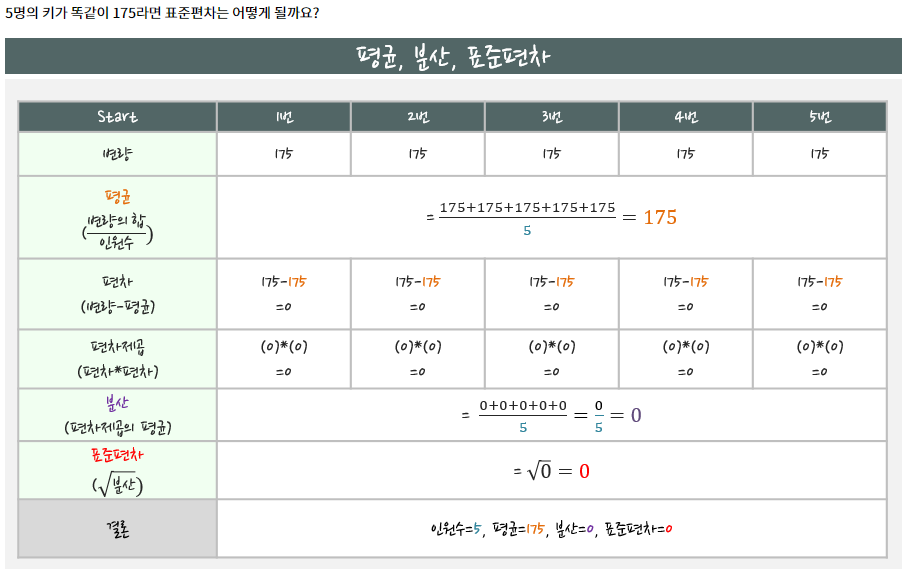 5명의 키가 똑같이 175라면 표준편차는 어떻게 될까요?
평균, 분산, 표준편차
Start 1번 2번 3번 4번 5번
변량 175 175 175 175 175
평균
(변량의 합/인원수)
= 175+175+175+175+175/5 = 175
편차
(변량-평균)
175-175 175-175 175-175 175-175 175-175
=0 =0 =0 =0 =0
편차제곱
(편차*편차)
(0)*(0) (0)*(0) (0)*(0) (0)*(0) (0)*(0)
=0 =0 =0 =0 =0
분산
(편차제곱의 평균)
= 0+0+0+0+0/5 = 0/5 = 0
표준편차
(√분산)
= √0 = 0
결론 인원수=5, 평균=175, 분산=0, 표준편차=0